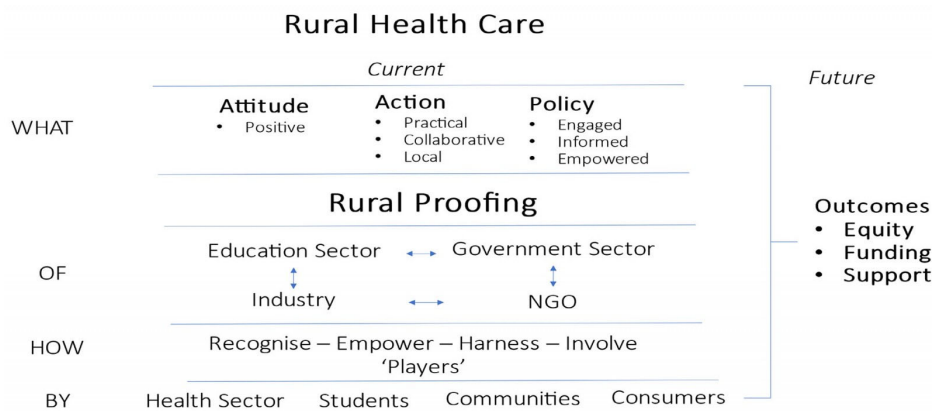 Rural Health Care
Current
Future
WHAT
Attitude
• Positive
Action
• Practical
• Collaborative
• Local
Policy
• Engaged
• Informed
• Empowered
Rural Proofing
OF
Education Sector
Government Sector
Industry
NGO
HOW
Recognise – Empower – Harness – Involve
‘Players’
BY
Health Sector
Students
Communities
Consumers
Outcomes
• Equity
• Funding
• Support